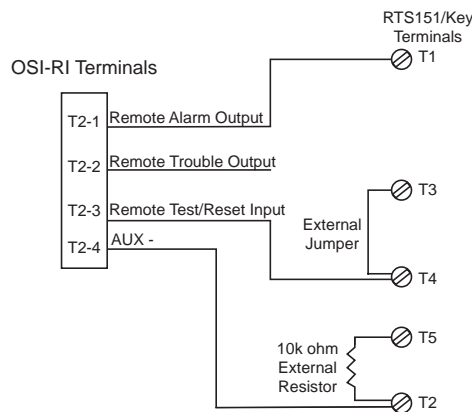 RTS151/Key
Terminals
T1
OSI-RI Terminals
T2-1 Remote Alarm Output
T2-2 Remote Trouble Output
T3
T2-3 Remote Test/Reset Input
External
Jumper
T2-4 AUX -
T4
T5
10k ohm
External
Resistor
T2